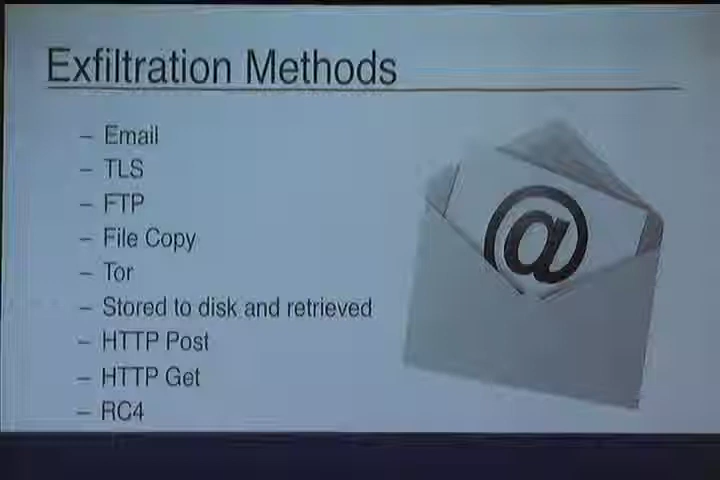 Exfiltration Methods
– Email
– TLS
– FTP
– File Copy
– Tor
– Stored to disk and retrieved
– HTTP Post
– HTTP Get
– RC4
@